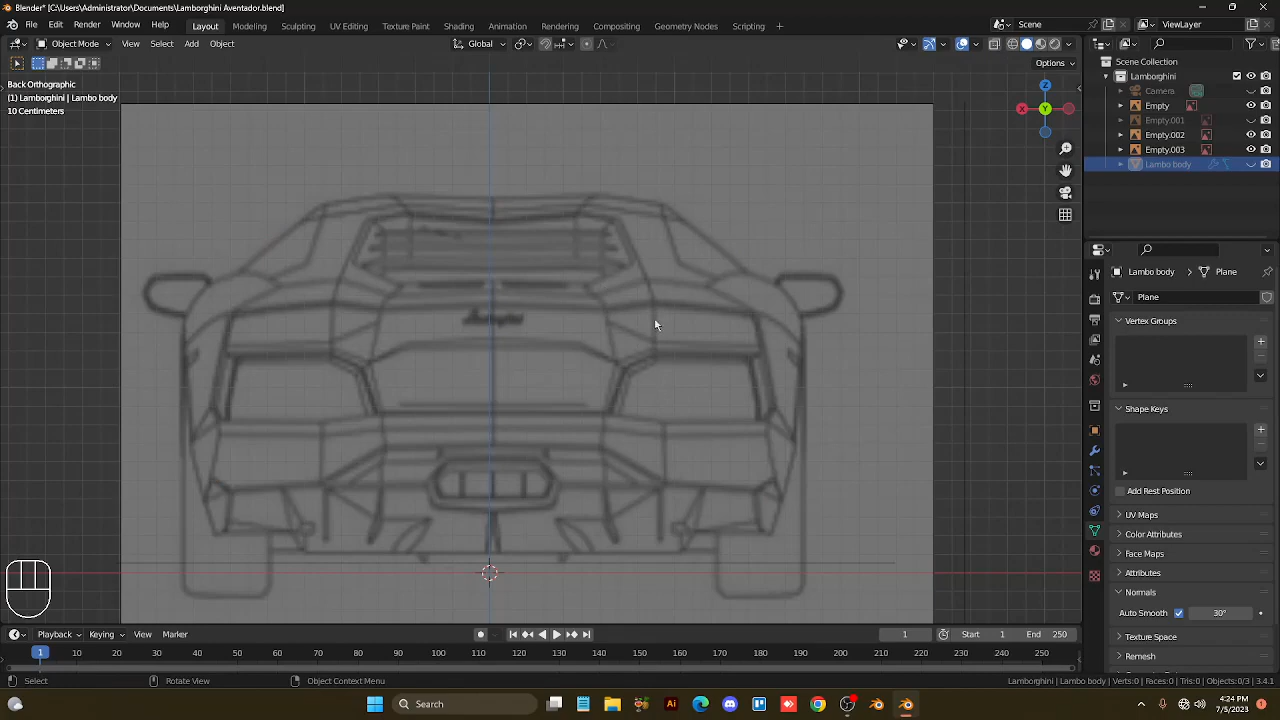 Blender* [C:\Users\Administrator\Documents\Lamborghini Aventador.blend]
File Edit Render Window Help Layout Modeling Sculpting UV Editing Texture Paint Shading Animation Rendering Compositing Geometry Nodes Scripting + Scene ViewLayer
Object Mode View Select Add Object Global
Options
Back Orthographic
(1) Lamborghini | Lambo body
10 Centimeters
Z
X
Y
Scene Collection
Lamborghini
Camera
Empty
Empty.001
Empty.002
Empty.003
Lambo body
Lambo body > Plane
Plane
Vertex Groups
Shape Keys
Add Rest Position
UV Maps
Color Attributes
Face Maps
Attributes
Normals
Auto Smooth 30°
Texture Space
Remesh
Playback Keying View Marker 1 Start 1 End 250
1 10 20 30 40 50 60 70 80 90 100 110 120 130 140 150 160 170 180 190 200 210 220 230 240 250
Select Rotate View Object Context Menu Lamborghini | Lambo body | Verts:0 | Faces:0 | Tris:0 | Objects:0/3 | 3.4.1
Search
4:24 PM
7/5/2023